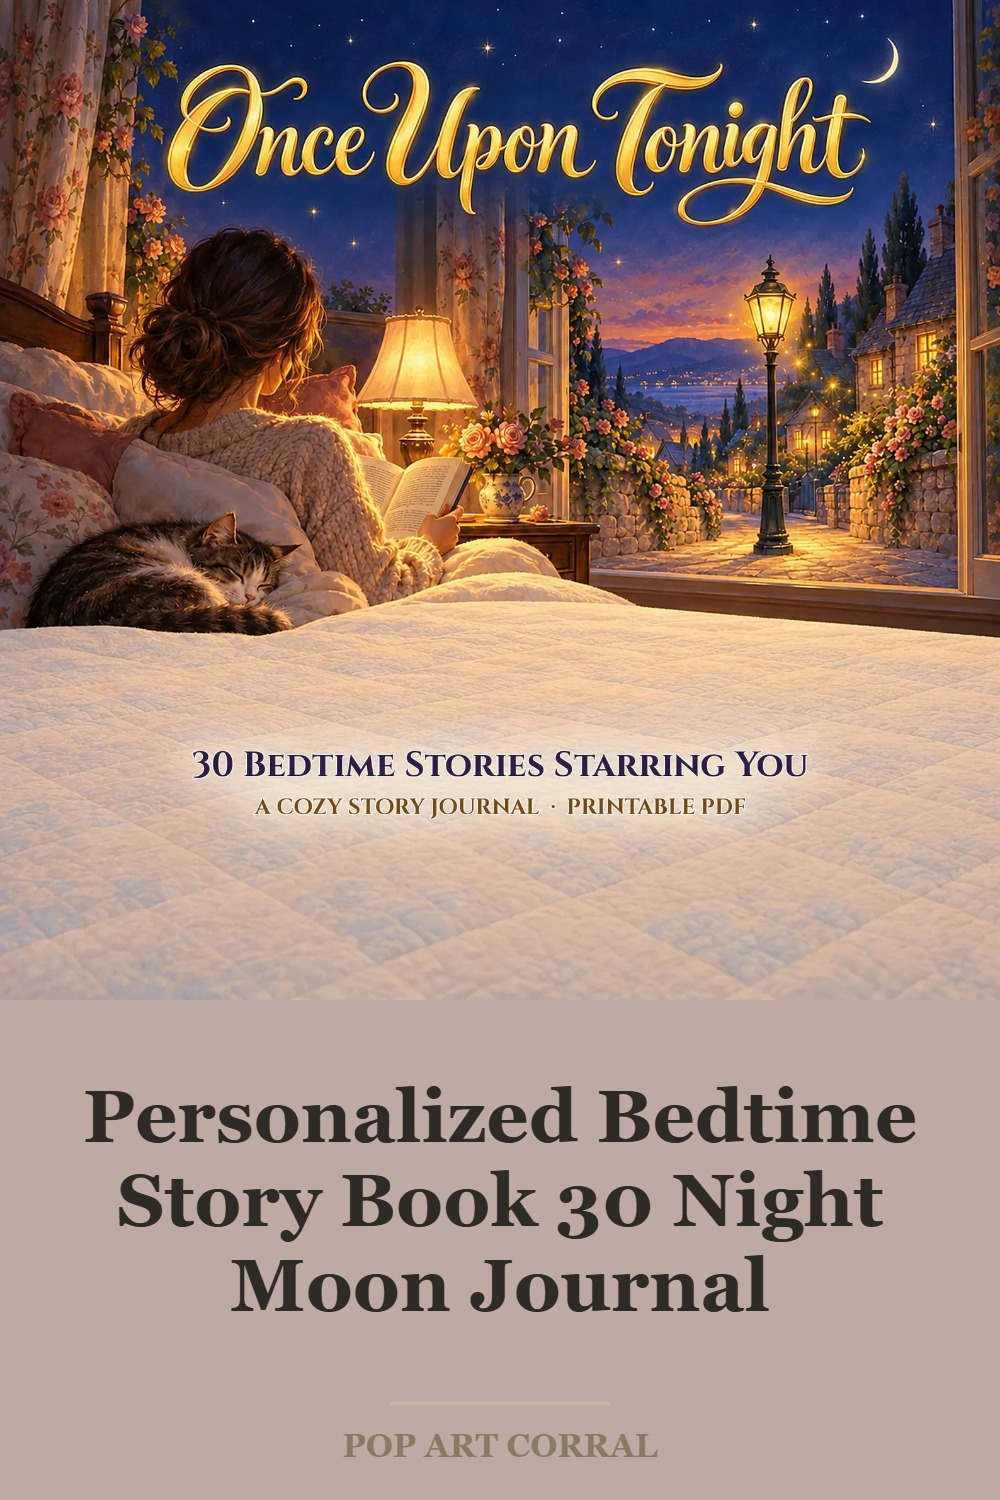 Once Upon Tonight
30 Bedtime Stories Starring You
A Cozy Story Journal · Printable PDF
Personalized Bedtime
Story Book 30 Night
Moon Journal
POP ART CORRAL